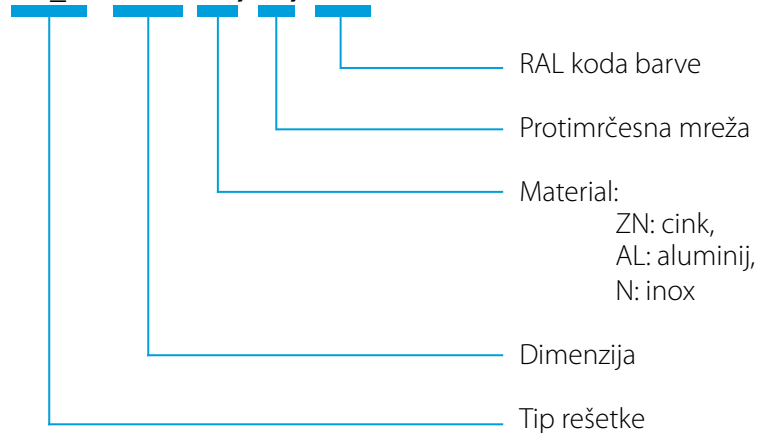 RAL koda barve
Protimrčesna mreža
Material:
ZN: cink,
AL: aluminij,
N: inox
Dimenzija
Tip rešetke